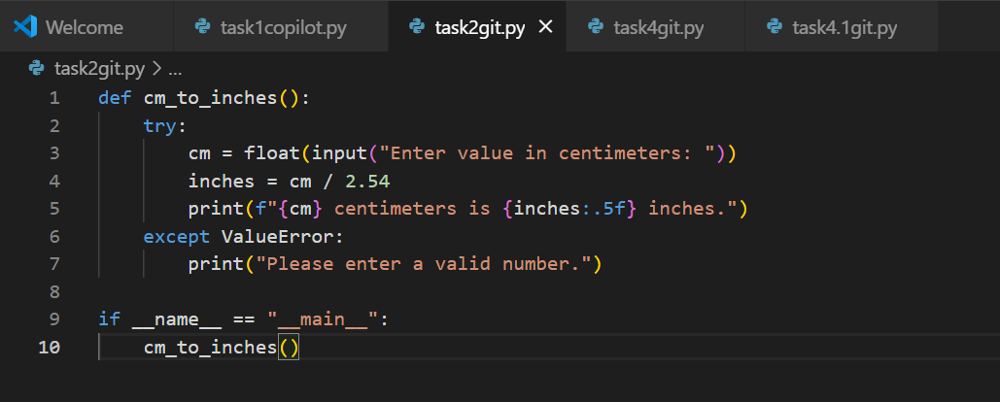 Welcome task1copilot.py task2git.py task4git.py task4.1git.py
task2git.py > ...
1 def cm_to_inches():
2     try:
3         cm = float(input("Enter value in centimeters: "))
4         inches = cm / 2.54
5         print(f"{cm} centimeters is {inches:.5f} inches.")
6     except ValueError:
7         print("Please enter a valid number.")
8
9 if __name__ == "__main__":
10     cm_to_inches()